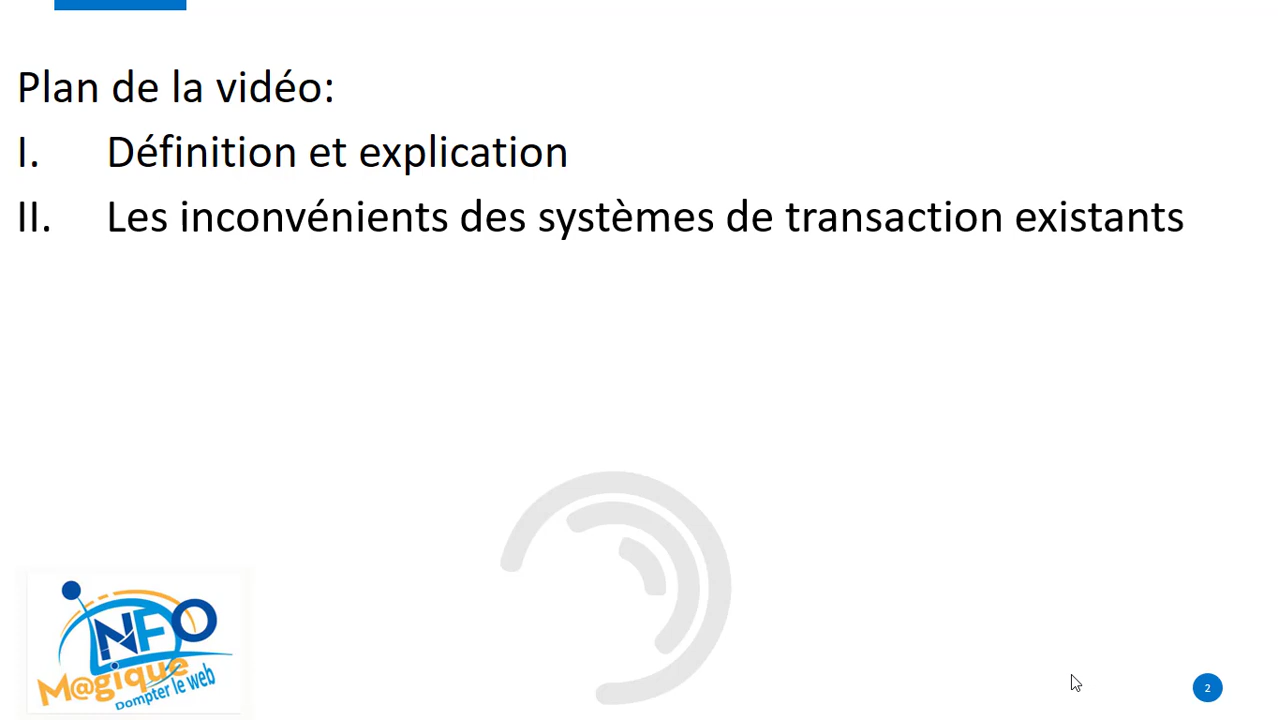 Plan de la vidéo:
I. Définition et explication
II. Les inconvénients des systèmes de transaction existants
INFO
M@gique
Dompter le web
2